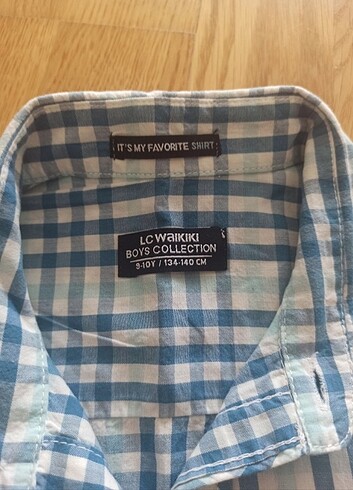 IT'S MY FAVORITE SHIRT
LC WAIKIKI
BOYS COLLECTION
9-10Y / 134-140 CM